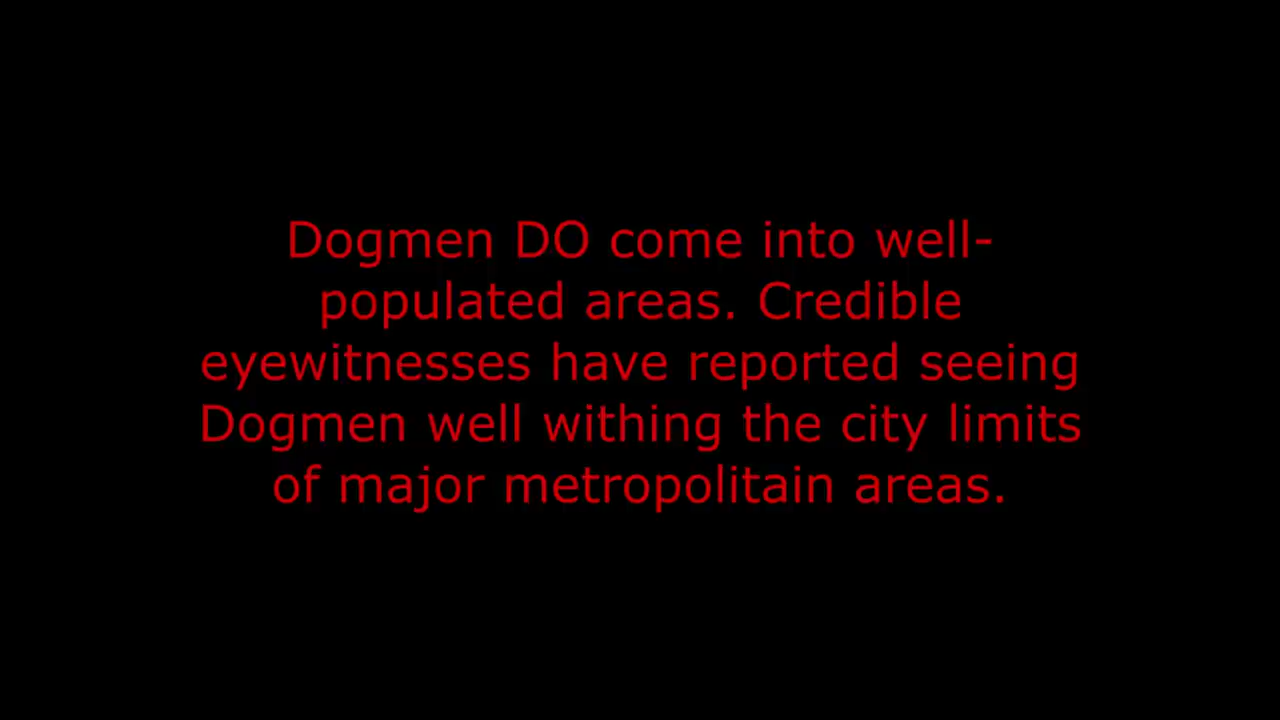 Dogmen DO come into well-
populated areas. Credible
eyewitnesses have reported seeing
Dogmen well withing the city limits
of major metropolitain areas.